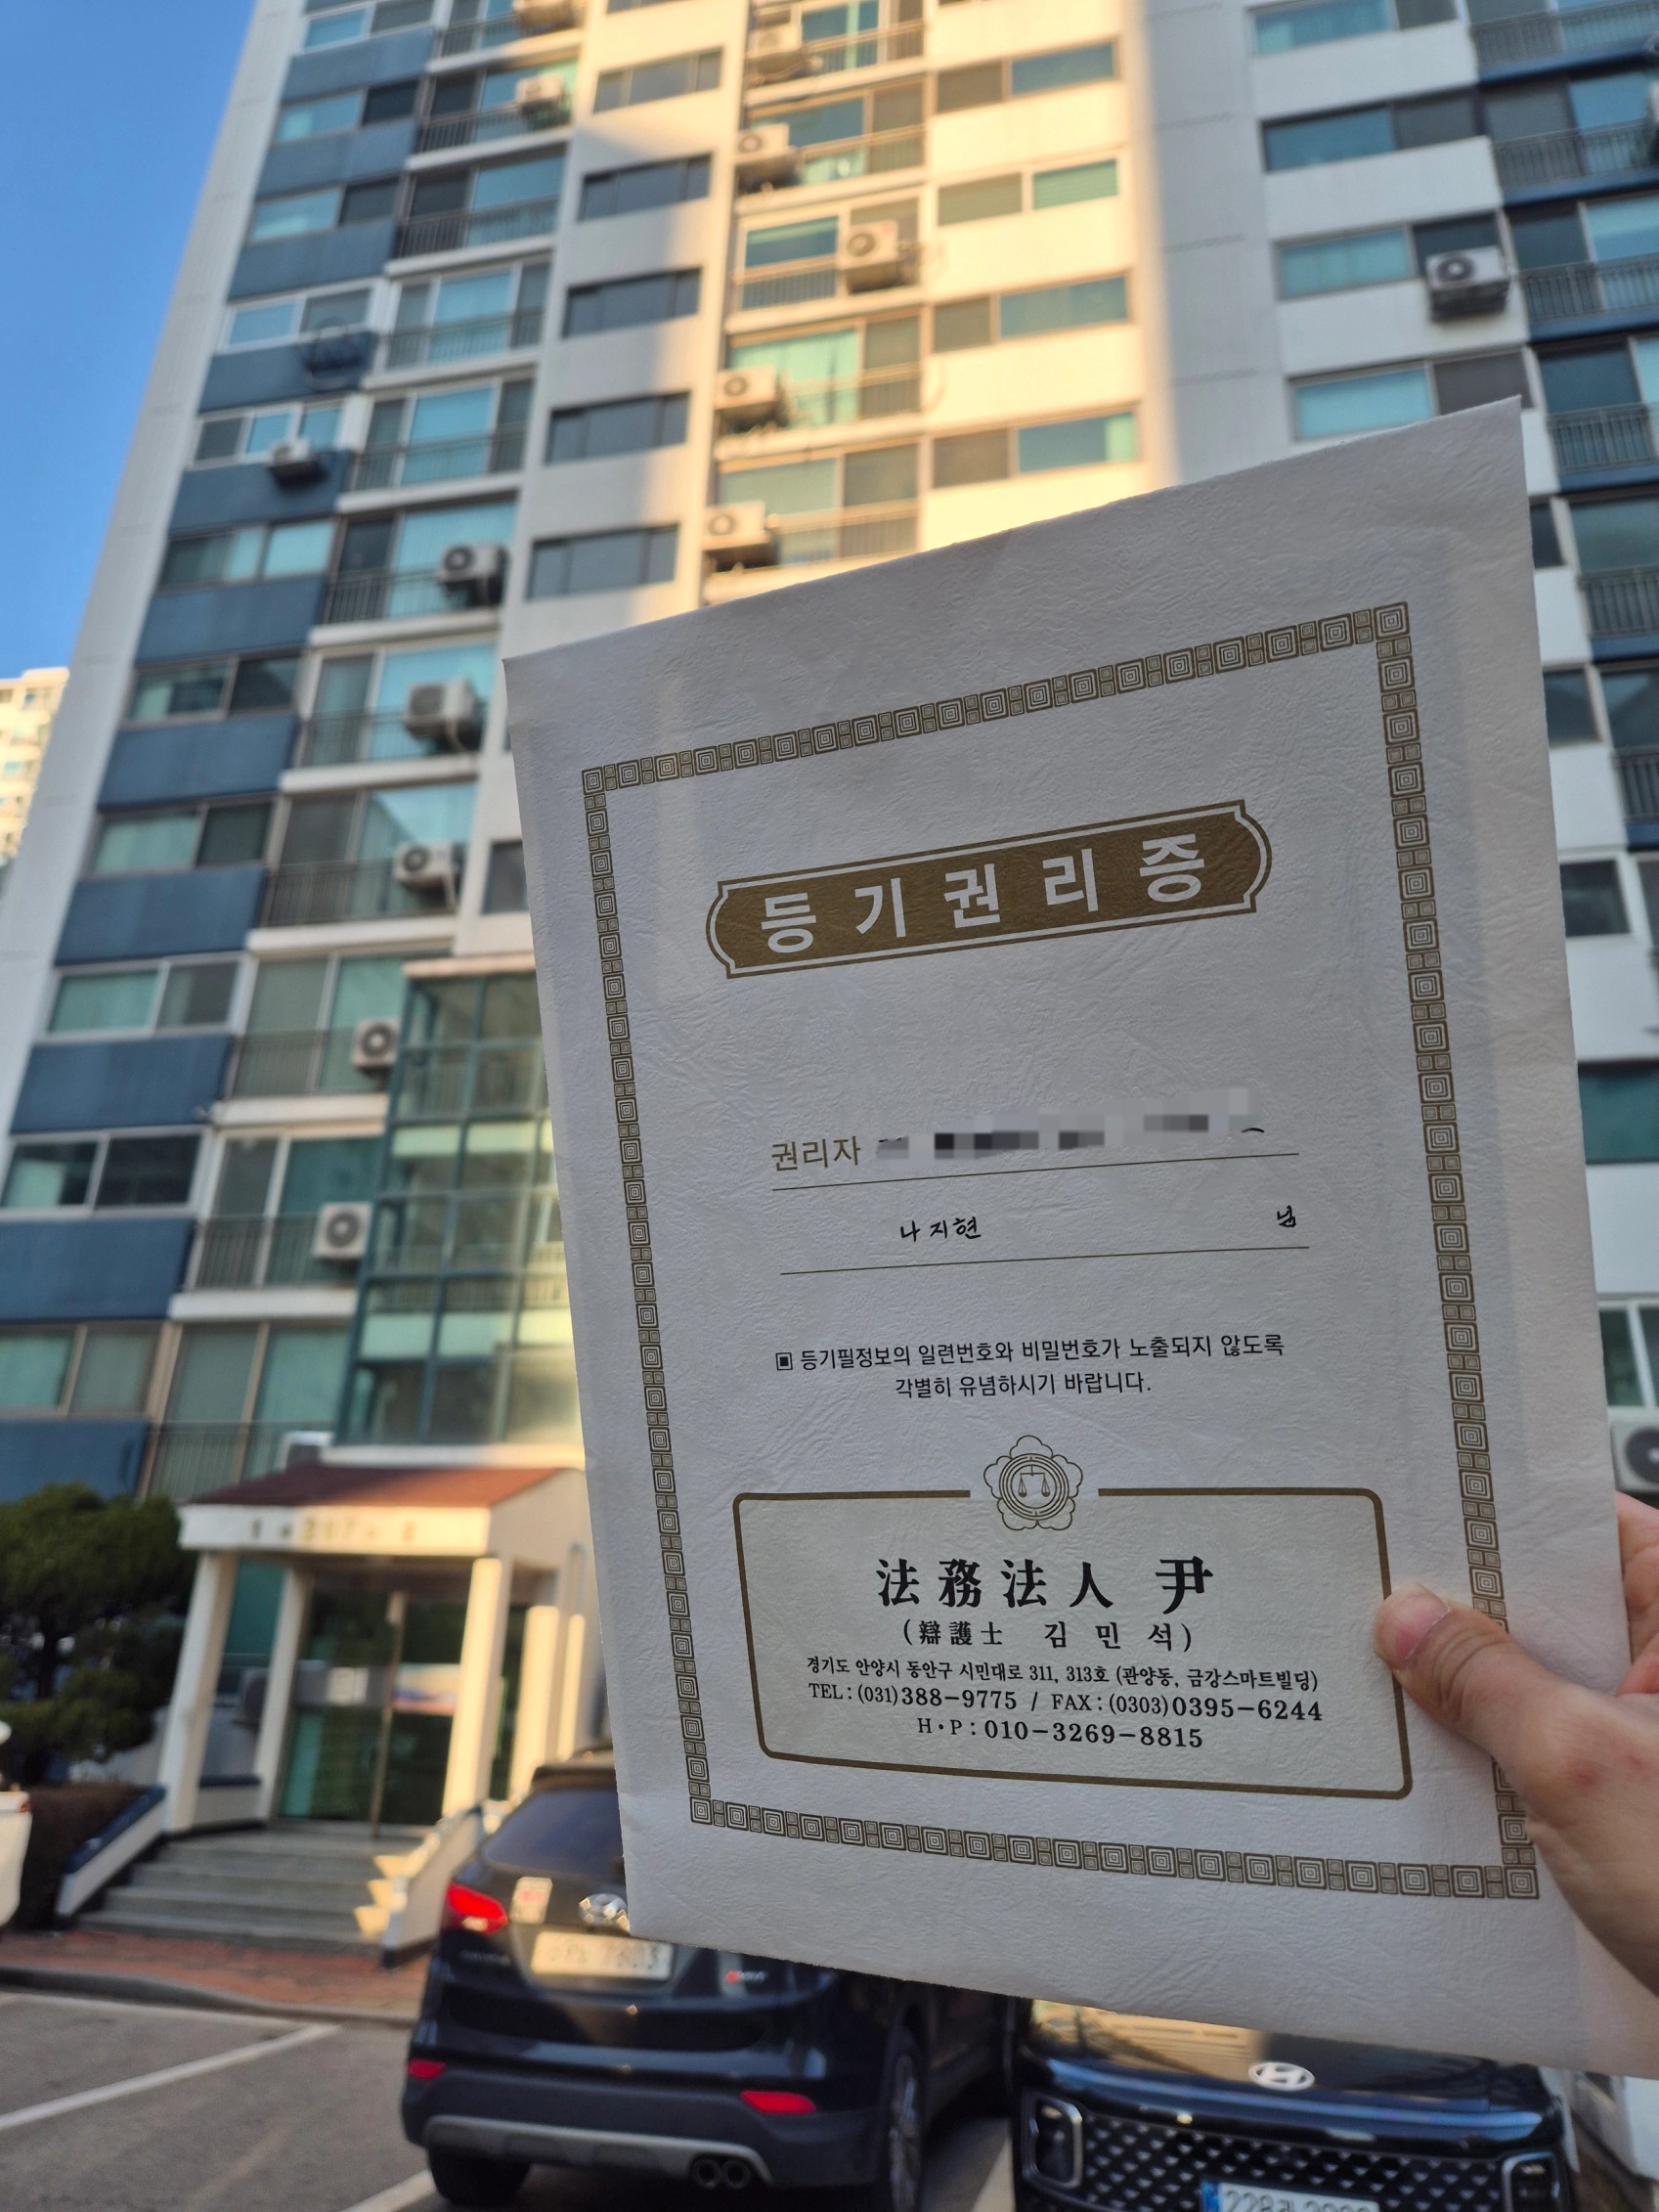 등기권리증
권리자
나지현 님
▣ 등기필정보의 일련번호와 비밀번호가 노출되지 않도록
각별히 유념하시기 바랍니다.
法務法人 尹
(辯護士 김민석)
경기도 안양시 동안구 시민대로 311, 313호 (관양동, 금강스마트빌딩)
TEL : (031)388-9775 / FAX : (0303)0395-6244
H·P : 010-3269-8815